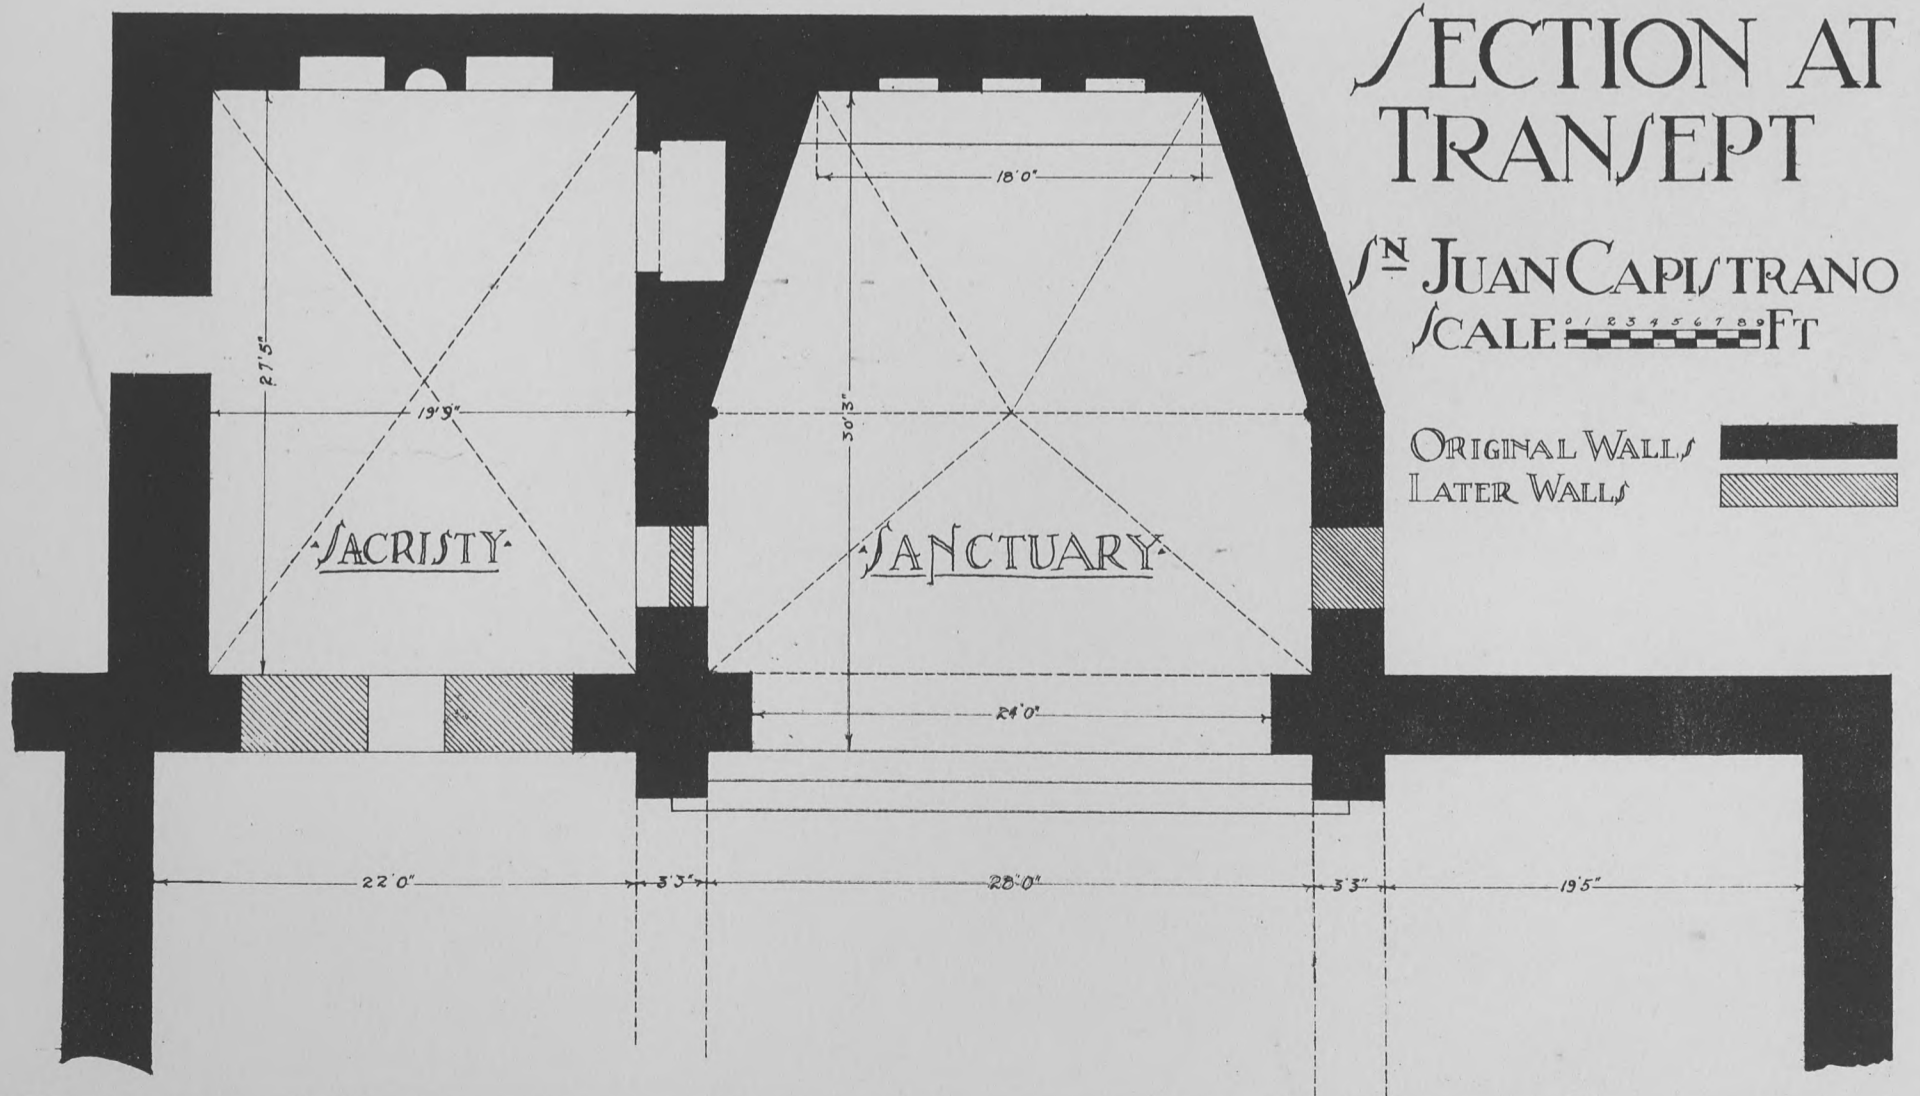 SECTION AT
TRANSEPT
SN JUAN CAPISTRANO
SCALE 0 1 2 3 4 5 6 7 8 9 FT
ORIGINAL WALLS
LATER WALLS
18'0"
27'5"
19'9"
30'3"
SACRISTY
SANCTUARY
24'0"
22'0" 3'3" 28'0" 3'3" 19'5"